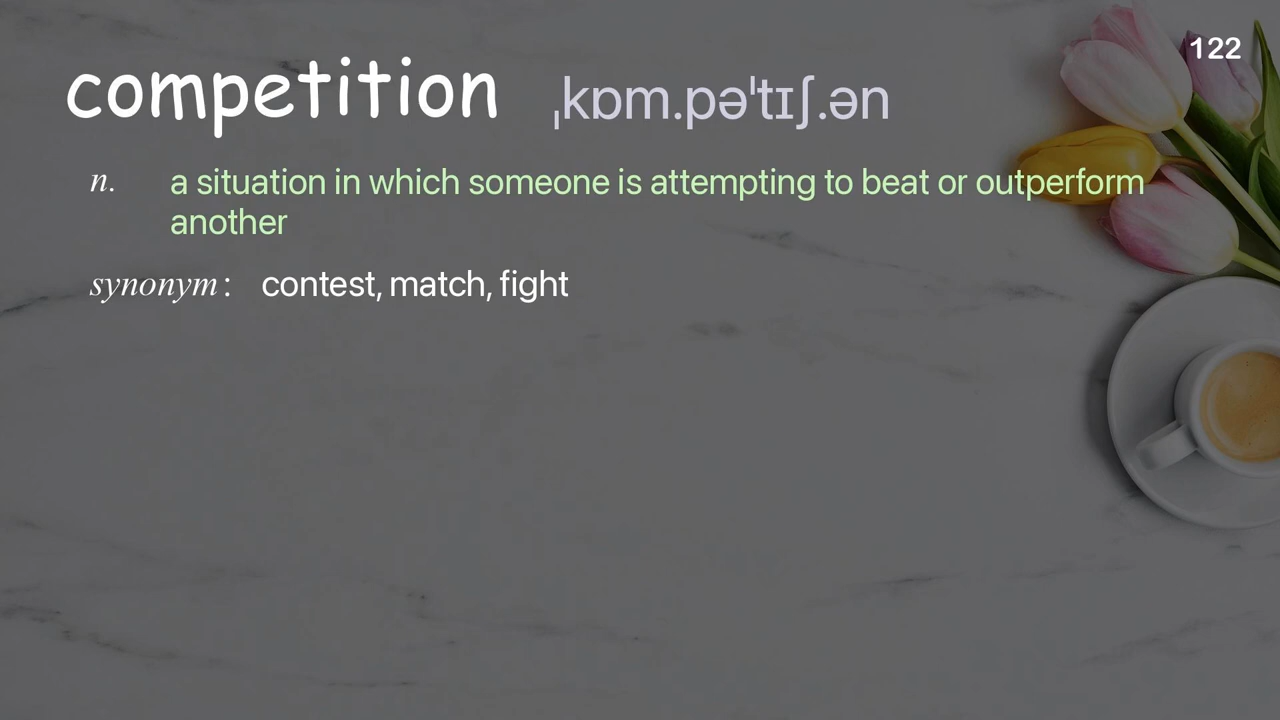 122
competition ˌkɒm.pəˈtɪʃ.ən
n. a situation in which someone is attempting to beat or outperform
another
synonym: contest, match, fight